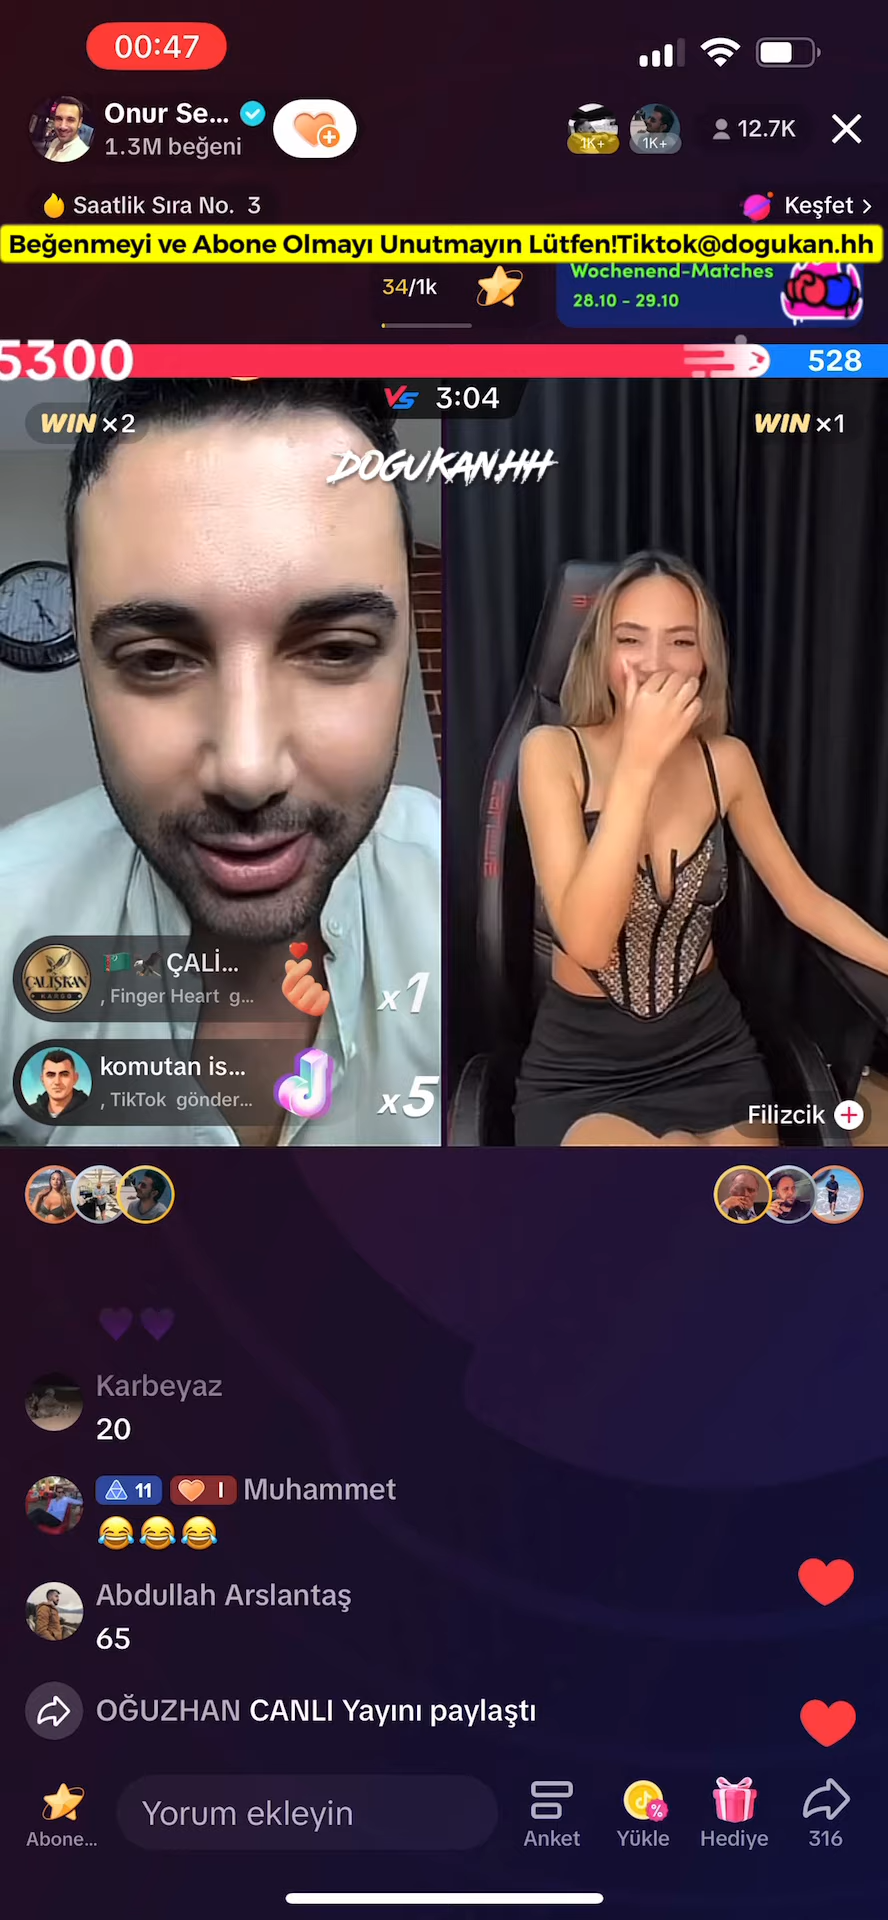 00:47
Onur Se...
1.3M beğeni
1K+
1K+
12.7K
Saatlik Sıra No. 3
Keşfet >
Beğenmeyi ve Abone Olmayı Unutmayın Lütfen!Tiktok@dogukan.hh
34/1k
Wochenend-Matches
28.10 - 29.10
5300
528
VS 3:04
WIN x2
WIN x1
DOGUKAN.HH
ÇALIŞKAN
KARGO
ÇALİ...
, Finger Heart g...
x1
komutan is...
, TikTok gönder...
x5
Filizcik
Karbeyaz
20
11
I
Muhammet
😂😂😂
Abdullah Arslantaş
65
OĞUZHAN CANLI Yayını paylaştı
Abone...
Yorum ekleyin
Anket
Yükle
Hediye
316